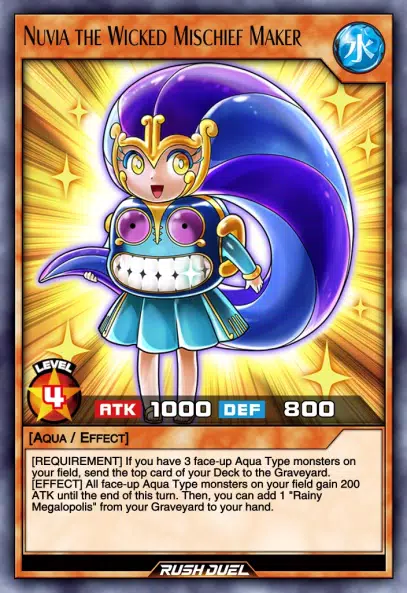 Nuvia the Wicked Mischief Maker
水
LEVEL
4
ATK 1000 DEF 800
[Aqua / Effect]
[REQUIREMENT] If you have 3 face-up Aqua Type monsters on
your field, send the top card of your Deck to the Graveyard.
[EFFECT] All face-up Aqua Type monsters on your field gain 200
ATK until the end of this turn. Then, you can add 1 "Rainy
Megalopolis" from your Graveyard to your hand.
RUSH DUEL